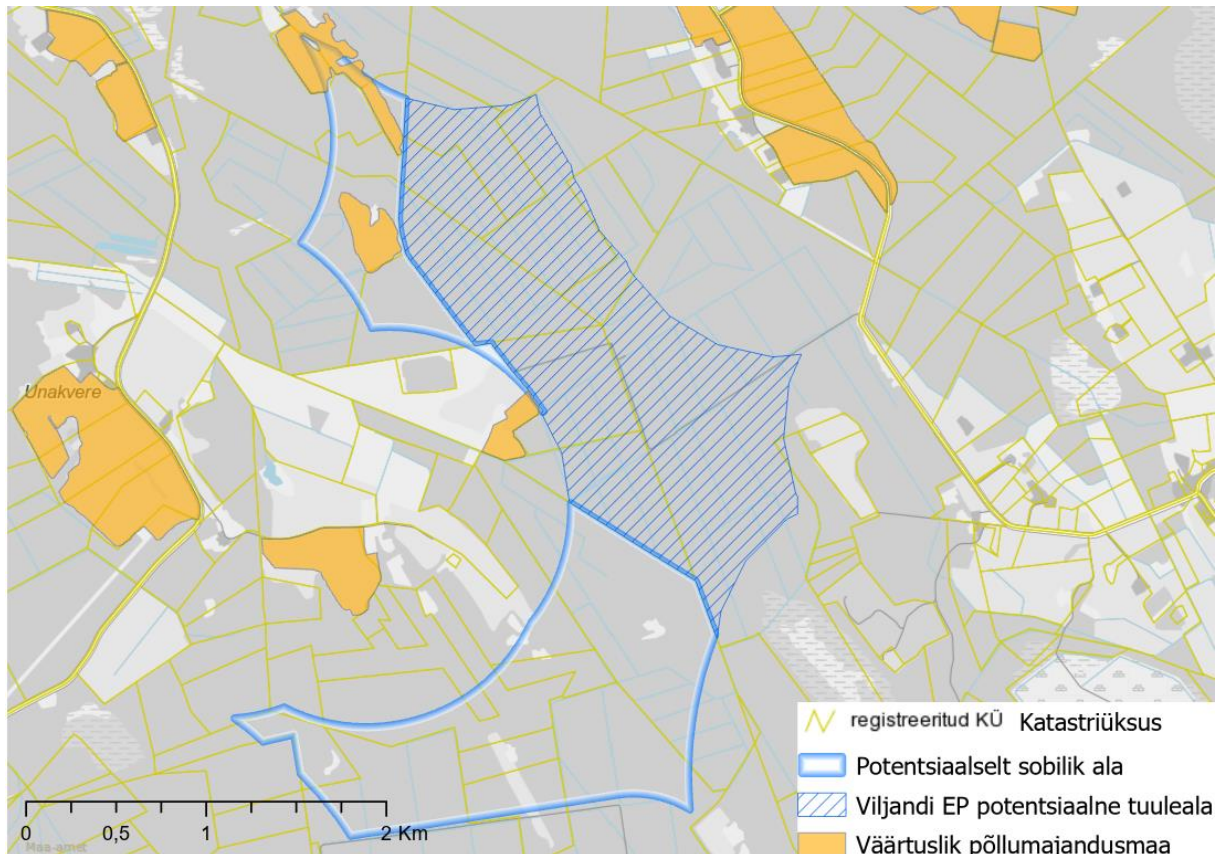 Unakvere
registreeritud KÜ Katastriüksus
Potentsiaalselt sobilik ala
Viljandi EP potentsiaalne tuuleala
Väärtuslik põllumajandusmaa
0 0,5 1 2 Km
Maa-amet